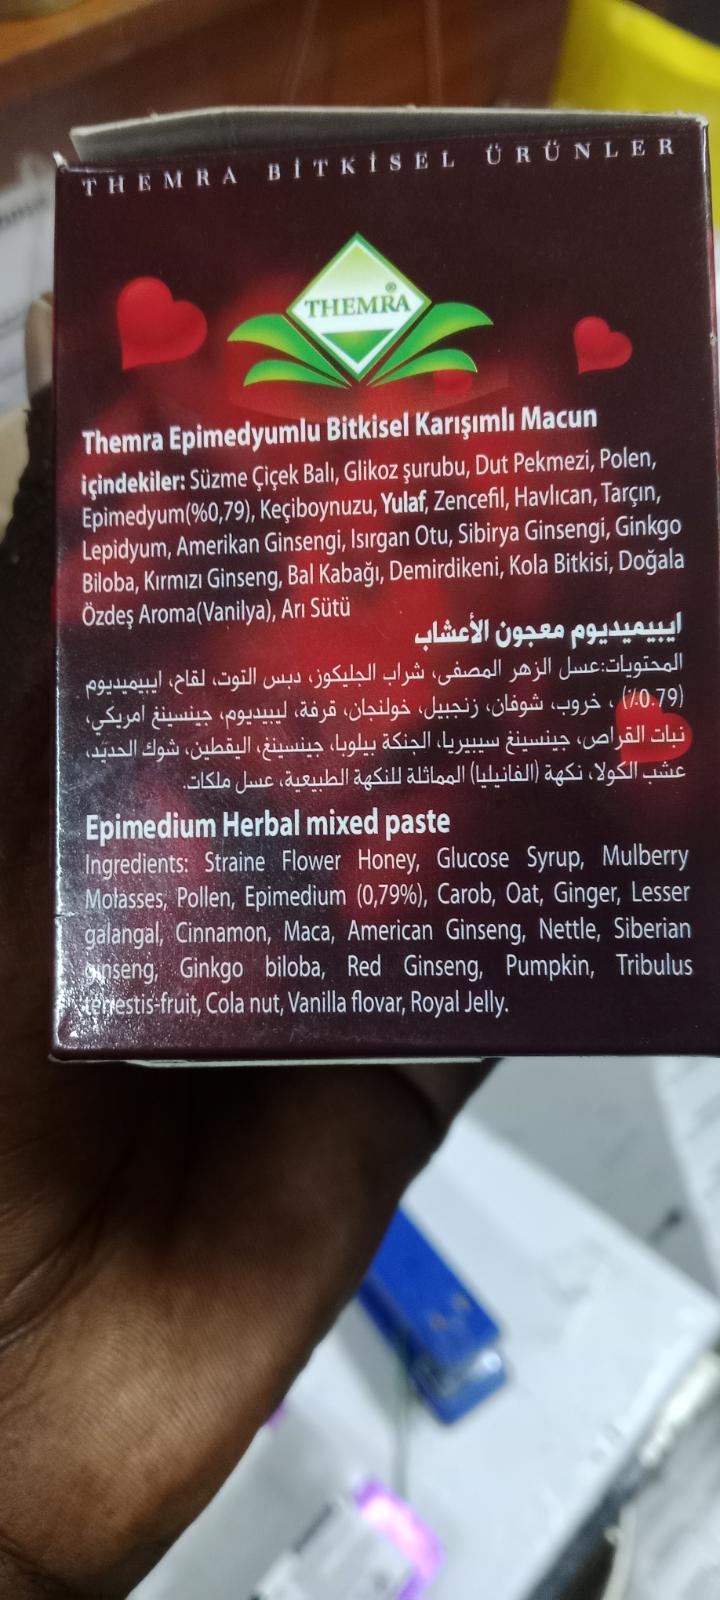 THEMRA BİTKİSEL ÜRÜNLER
THEMRA®
Themra Epimedyumlu Bitkisel Karışımlı Macun
içindekiler: Süzme Çiçek Balı, Glikoz şurubu, Dut Pekmezi, Polen,
Epimedyum(%0,79), Keçiboynuzu, Yulaf, Zencefil, Havlıcan, Tarçın,
Lepidyum, Amerikan Ginsengi, Isırgan Otu, Sibirya Ginsengi, Ginkgo
Biloba, Kırmızı Ginseng, Bal Kabağı, Demirdikeni, Kola Bitkisi, Doğala
Özdeş Aroma(Vanilya), Arı Sütü
ايبيميديوم معجون الأعشاب
المحتويات:عسل الزهر المصفى، شراب الجليكوز، دبس التوت، لقاح، ايبيميديوم
(0.79٪) ، خروب، شوفان، زنجبيل، خولنجان، قرفة، ليبيديوم، جينسينغ امريكي،
نبات القراص، جينسينغ سيبيريا، الجنكة بيلوبا، جينسينغ، اليقطين، شوك الحديد،
عشب الكولا، نكهة (الفانيليا) المماثلة للنكهة الطبيعية، عسل ملكات.
Epimedium Herbal mixed paste
Ingredients: Straine Flower Honey, Glucose Syrup, Mulberry
Molasses, Pollen, Epimedium (0,79%), Carob, Oat, Ginger, Lesser
galangal, Cinnamon, Maca, American Ginseng, Nettle, Siberian
ginseng, Ginkgo biloba, Red Ginseng, Pumpkin, Tribulus
terrestis-fruit, Cola nut, Vanilla flovar, Royal Jelly.